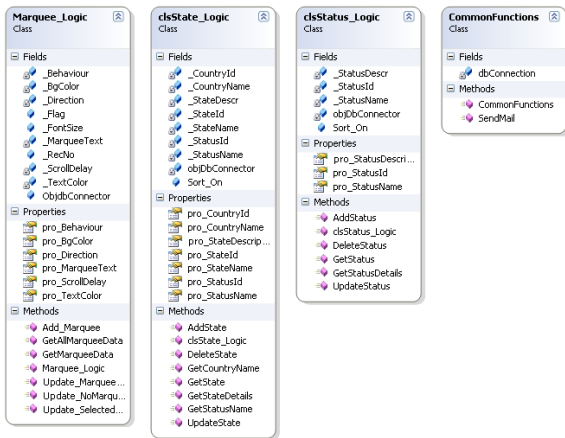 Marquee_Logic
Class
Fields
_Behaviour
_BgColor
_Direction
_Flag
_FontSize
_MarqueeText
_RecNo
_ScrollDelay
_TextColor
ObjdbConnector
Properties
pro_Behaviour
pro_BgColor
pro_Direction
pro_MarqueeText
pro_ScrollDelay
pro_TextColor
Methods
Add_Marquee
GetAllMarqueeData
GetMarqueeData
Marquee_Logic
Update_Marquee...
Update_NoMarqu...
Update_Selected...
clsState_Logic
Class
Fields
_CountryId
_CountryName
_StateDescr
_StateId
_StateName
_StatusId
_StatusName
objDbConnector
Sort_On
Properties
pro_CountryId
pro_CountryName
pro_StateDescrip...
pro_StateId
pro_StateName
pro_StatusId
pro_StatusName
Methods
AddState
clsState_Logic
DeleteState
GetCountryName
GetState
GetStateDetails
GetStatusName
UpdateState
clsStatus_Logic
Class
Fields
_StatusDescr
_StatusId
_StatusName
objDbConnector
Sort_On
Properties
pro_StatusDescri...
pro_StatusId
pro_StatusName
Methods
AddStatus
clsStatus_Logic
DeleteStatus
GetStatus
GetStatusDetails
UpdateStatus
CommonFunctions
Class
Fields
dbConnection
Methods
CommonFunctions
SendMail